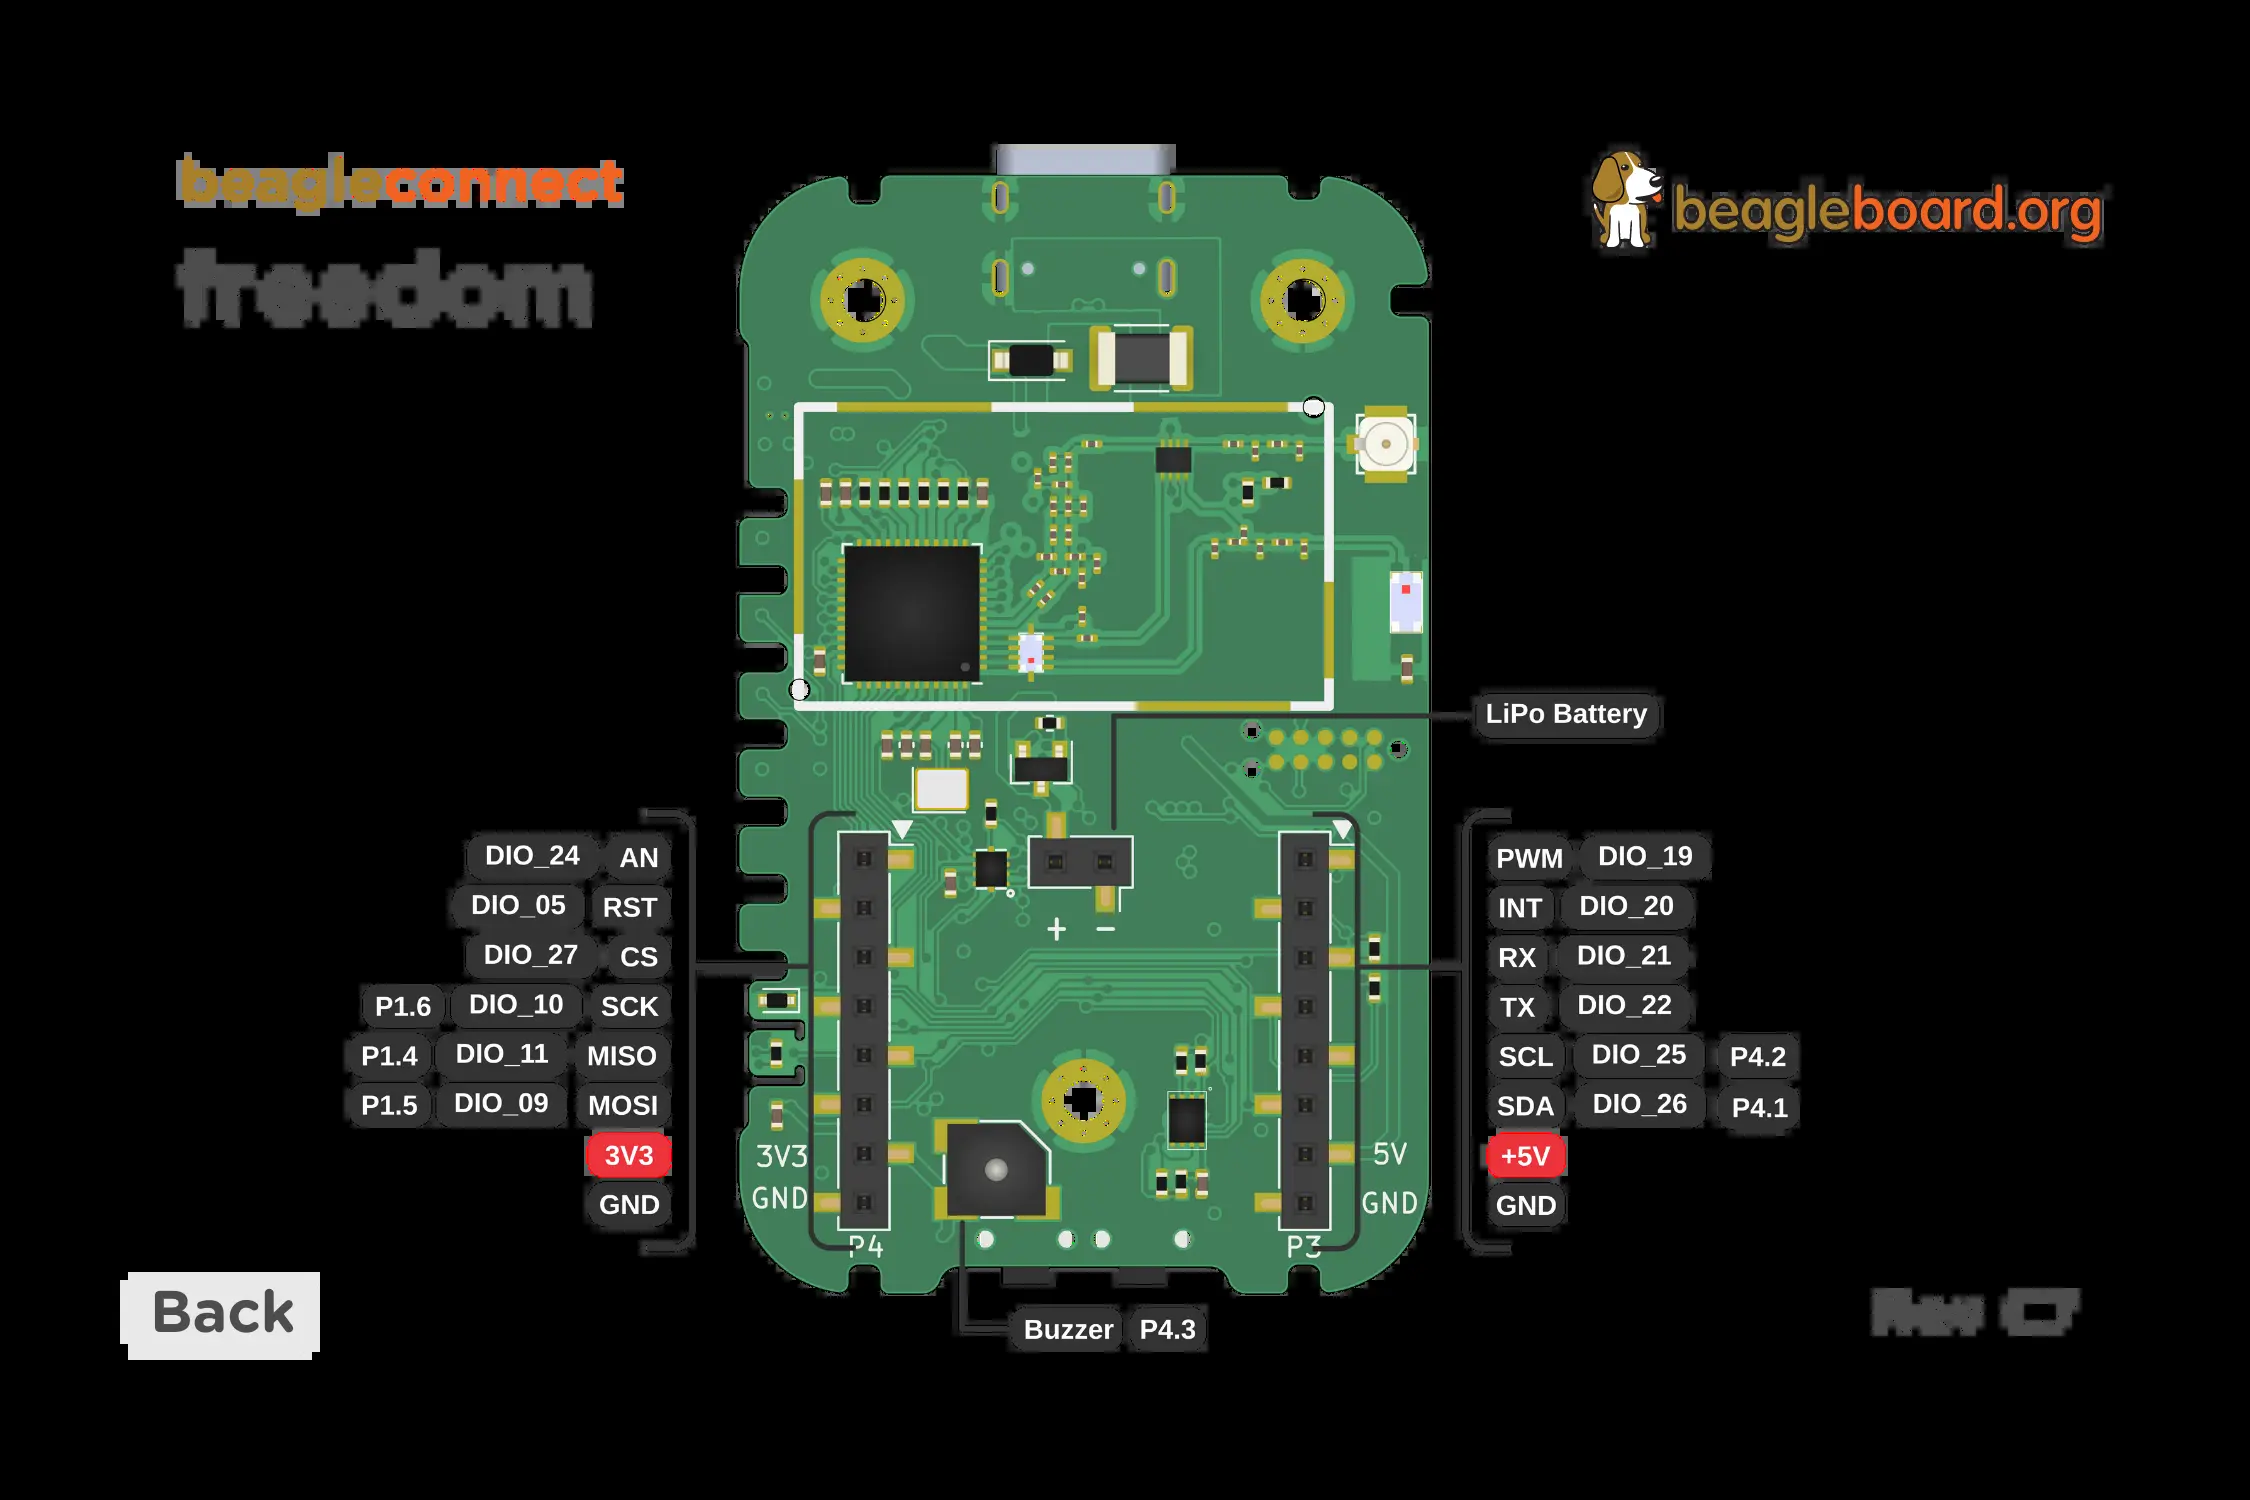 beagleconnect
freedom
beagleboard.org
LiPo Battery
DIO_24 AN
DIO_05 RST
DIO_27 CS
P1.6 DIO_10 SCK
P1.4 DIO_11 MISO
P1.5 DIO_09 MOSI
3V3
GND
PWM DIO_19
INT DIO_20
RX DIO_21
TX DIO_22
SCL DIO_25 P4.2
SDA DIO_26 P4.1
+5V
GND
+ −
3V3
GND
P4
5V
GND
P3
Back
Buzzer P4.3